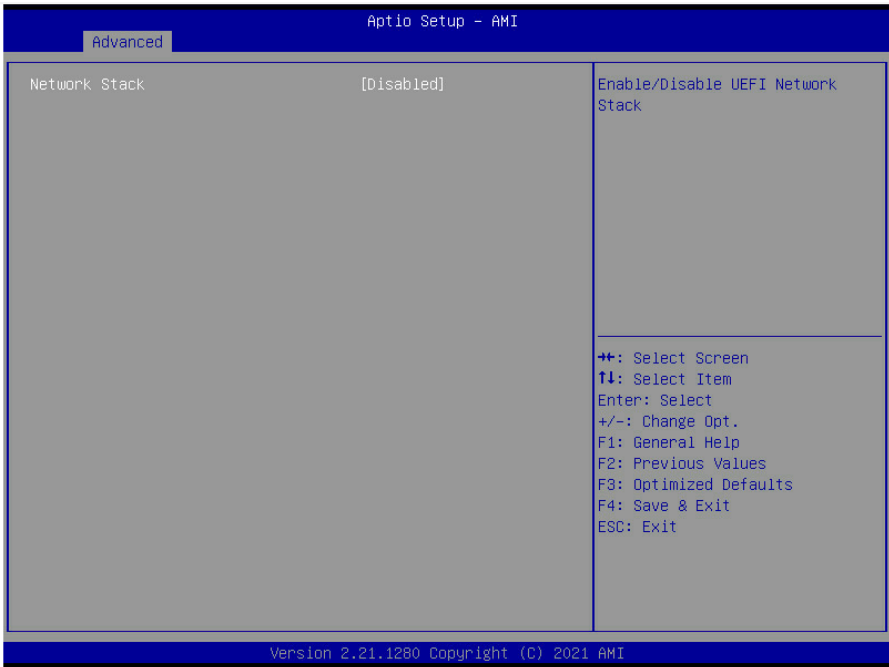 Aptio Setup – AMI
Advanced
Network Stack [Disabled]
Enable/Disable UEFI Network
Stack
→←: Select Screen
↑↓: Select Item
Enter: Select
+/-: Change Opt.
F1: General Help
F2: Previous Values
F3: Optimized Defaults
F4: Save & Exit
ESC: Exit
Version 2.21.1280 Copyright (C) 2021 AMI